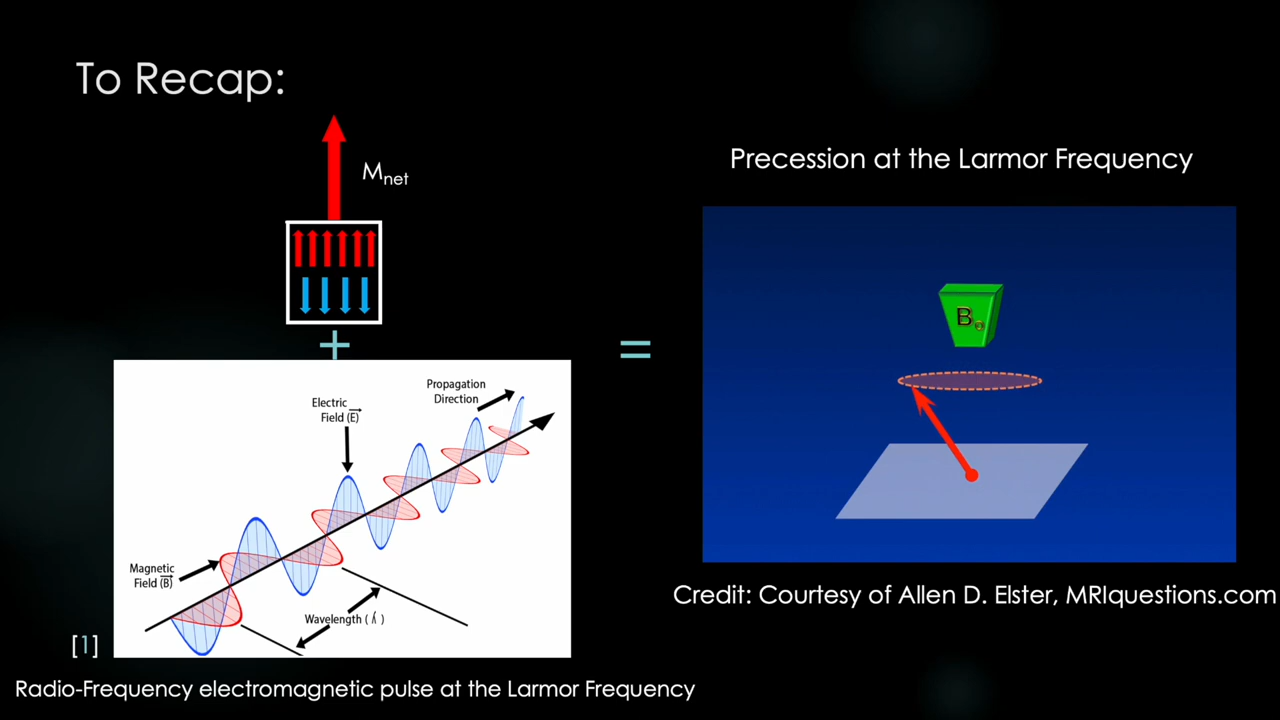 To Recap:
Mnet
+
=
Precession at the Larmor Frequency
B₀
Electric
Field (E)
Propagation
Direction
Magnetic
Field (B)
Wavelength (λ)
[1]
Credit: Courtesy of Allen D. Elster, MRIquestions.com
Radio-Frequency electromagnetic pulse at the Larmor Frequency